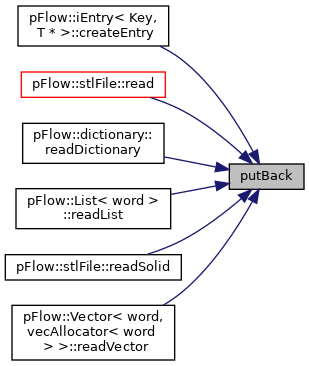 pFlow::iEntry< Key,
T * >::createEntry
pFlow::stlFile::read
pFlow::dictionary::
readDictionary
putBack
pFlow::List< word >
::readList
pFlow::stlFile::readSolid
pFlow::Vector< word,
vecAllocator< word
> >::readVector